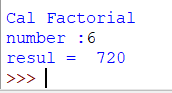 Cal Factorial
number :6
resul =  720
>>>